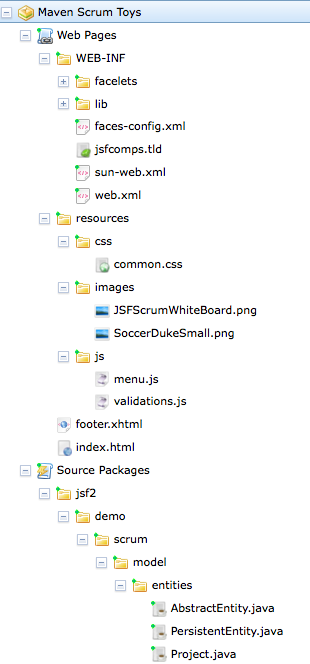 Maven Scrum Toys
Web Pages
WEB-INF
facelets
lib
faces-config.xml
jsfcomps.tld
sun-web.xml
web.xml
resources
css
common.css
images
JSFScrumWhiteBoard.png
SoccerDukeSmall.png
js
menu.js
validations.js
footer.xhtml
index.html
Source Packages
jsf2
demo
scrum
model
entities
AbstractEntity.java
PersistentEntity.java
Project.java